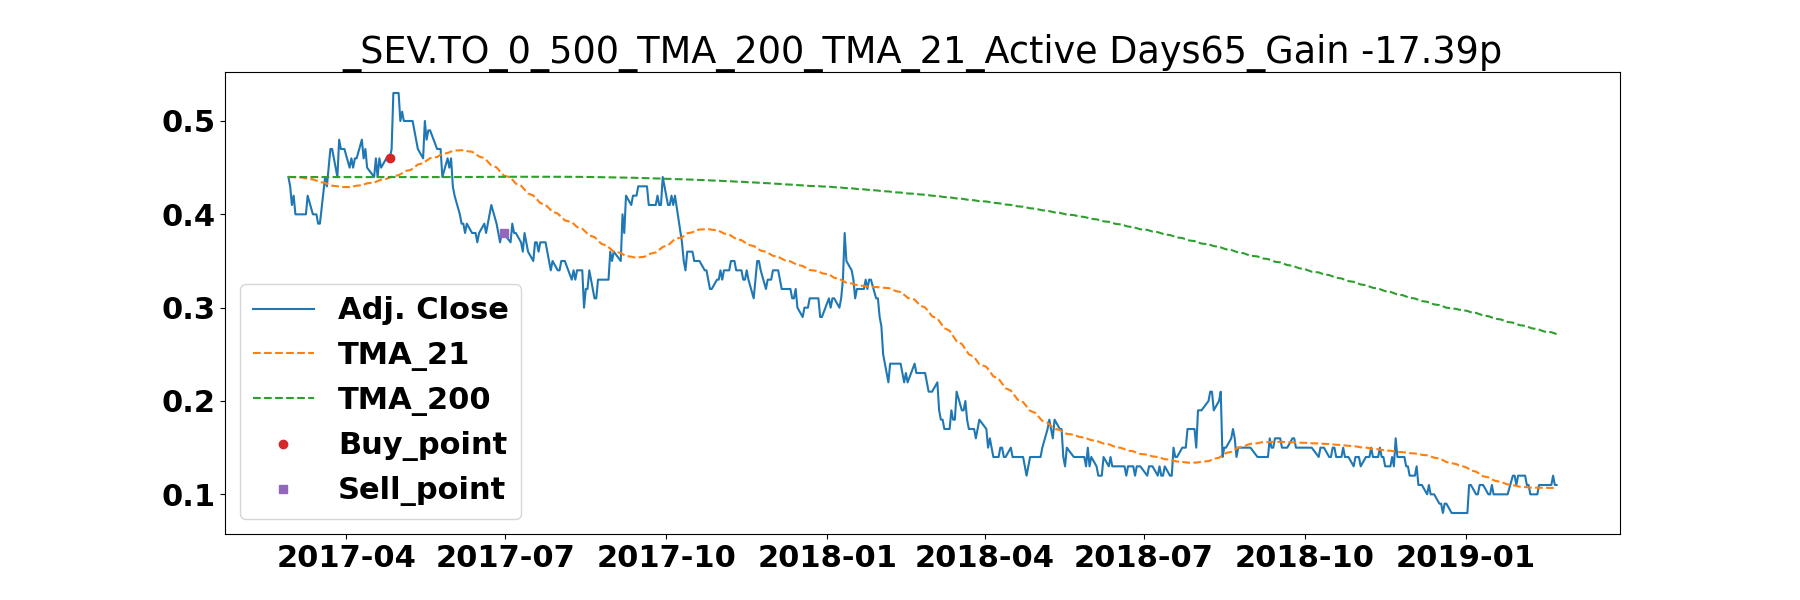 _SEV.TO_0_500_TMA_200_TMA_21_Active Days65_Gain -17.39p
0.5
0.4
0.3
0.2
0.1
Adj. Close
TMA_21
TMA_200
Buy_point
Sell_point
2017-04 2017-07 2017-10 2018-01 2018-04 2018-07 2018-10 2019-01